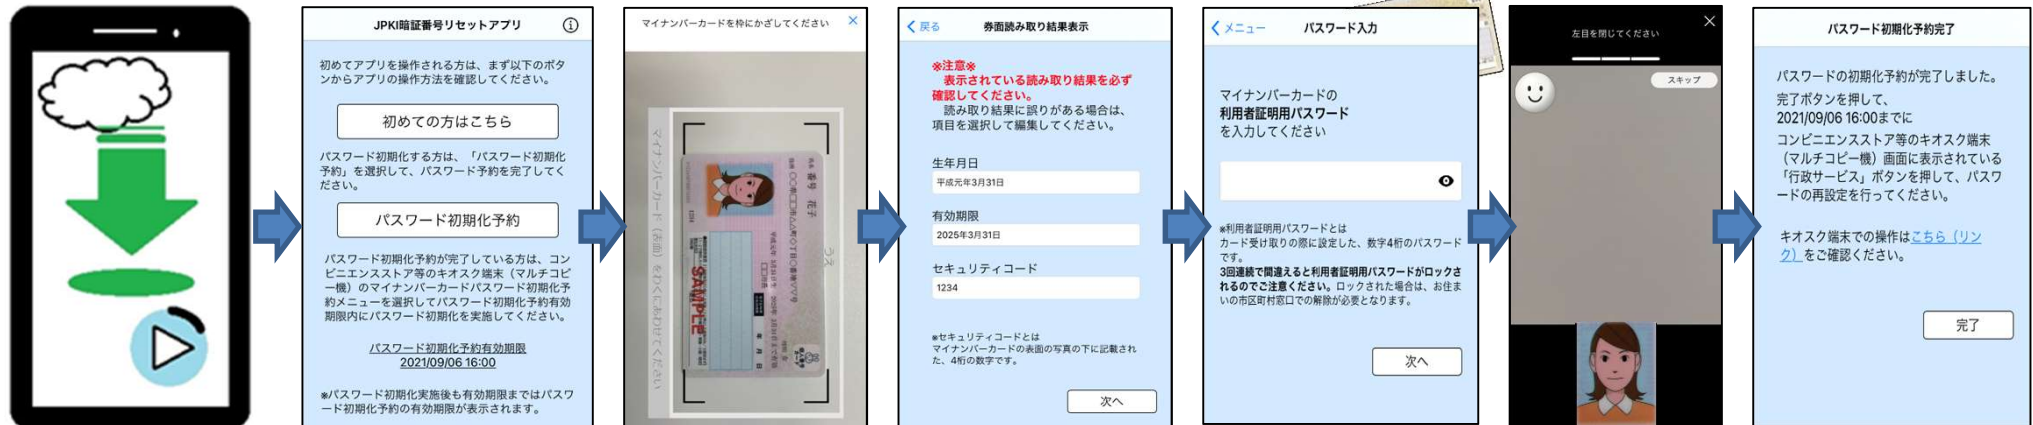 JPKI暗証番号リセットアプリ
初めてアプリを操作される方は、まず以下のボタ
ンからアプリの操作方法を確認してください。
初めての方はこちら
パスワード初期化する方は、「パスワード初期化
予約」を選択して、パスワード予約を完了してく
ださい。
パスワード初期化予約
パスワード初期化予約が完了している方は、コン
ビニエンスストア等のキオスク端末（マルチコピ
ー機）のマイナンバーカードパスワード初期化予
約メニューを選択してパスワード初期化予約有効
期限内にパスワード初期化を実施してください。
パスワード初期化予約有効期限
2021/09/06 16:00
※パスワード初期化実施後も有効期限まではパスワ
ード初期化予約の有効期限が表示されます。
マイナンバーカードを枠にかざしてください
うえ
マイナンバーカード（表面）をわくにあわせてください
番号 花子
SAMPLE
1234
戻る
券面読み取り結果表示
※注意※
表示されている読み取り結果を必ず
確認してください。
読み取り結果に誤りがある場合は、
項目を選択して編集してください。
生年月日
平成元年3月31日
有効期限
2025年3月31日
セキュリティコード
1234
※セキュリティコードとは
マイナンバーカードの表面の写真の下に記載され
た、4桁の数字です。
次へ
メニュー
パスワード入力
マイナンバーカードの
利用者証明用パスワード
を入力してください
※利用者証明用パスワードとは
カード受け取りの際に設定した、数字4桁のパスワード
です。
3回連続で間違えると利用者証明用パスワードがロックさ
れるのでご注意ください。ロックされた場合は、お住ま
いの市区町村窓口での解除が必要となります。
次へ
左目を閉じてください
スキップ
パスワード初期化予約完了
パスワードの初期化予約が完了しました。
完了ボタンを押して、
2021/09/06 16:00までに
コンビニエンスストア等のキオスク端末
（マルチコピー機）画面に表示されている
「行政サービス」ボタンを押して、パスワ
ードの再設定を行ってください。
キオスク端末での操作はこちら（リン
ク）をご確認ください。
完了